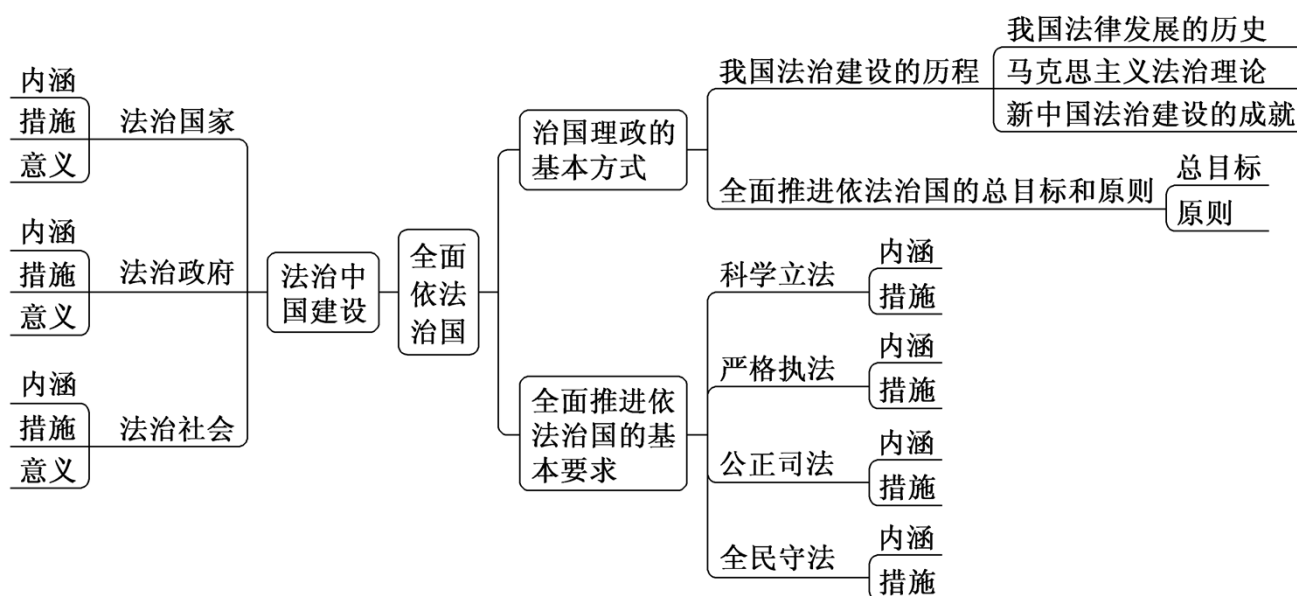 内涵
措施
意义
法治国家
内涵
措施
意义
法治政府
内涵
措施
意义
法治社会
法治中
国建设
全面
依法
治国
治国理政的
基本方式
我国法治建设的历程
我国法律发展的历史
马克思主义法治理论
新中国法治建设的成就
全面推进依法治国的总目标和原则
总目标
原则
全面推进依
法治国的基
本要求
科学立法
内涵
措施
严格执法
内涵
措施
公正司法
内涵
措施
全民守法
内涵
措施